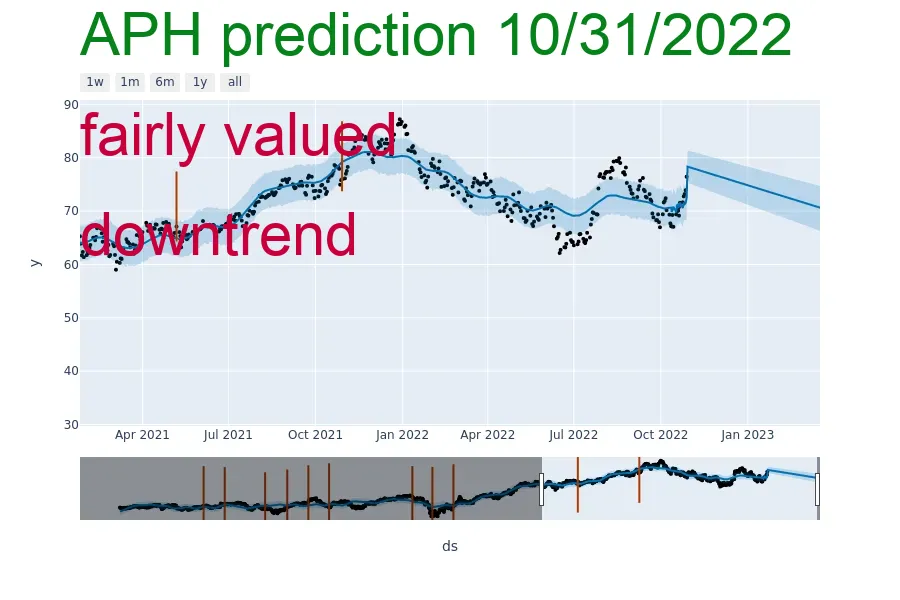 APH prediction 10/31/2022
1w 1m 6m 1y all
90
fairly valued
80
70
downtrend
y
60
50
40
30
Apr 2021 Jul 2021 Oct 2021 Jan 2022 Apr 2022 Jul 2022 Oct 2022 Jan 2023
ds